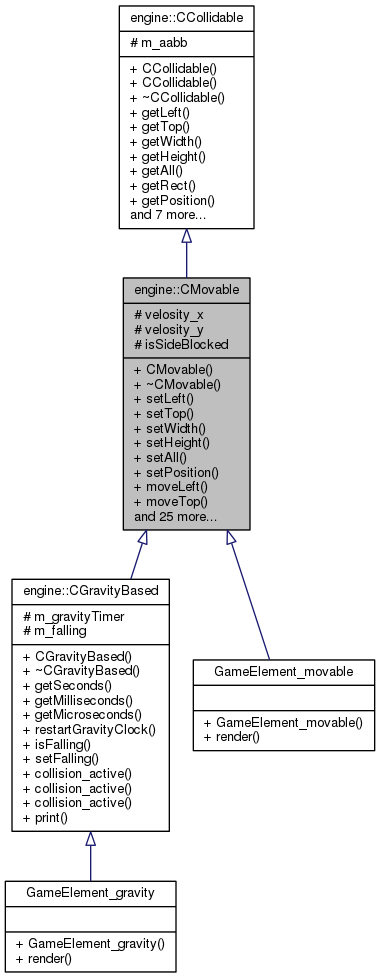 engine::CCollidable
# m_aabb
+ CCollidable()
+ CCollidable()
+ ~CCollidable()
+ getLeft()
+ getTop()
+ getWidth()
+ getHeight()
+ getAll()
+ getRect()
+ getPosition()
and 7 more...
engine::CMovable
# velosity_x
# velosity_y
# isSideBlocked
+ CMovable()
+ ~CMovable()
+ setLeft()
+ setTop()
+ setWidth()
+ setHeight()
+ setAll()
+ setPosition()
+ moveLeft()
+ moveTop()
and 25 more...
engine::CGravityBased
# m_gravityTimer
# m_falling
+ CGravityBased()
+ ~CGravityBased()
+ getSeconds()
+ getMilliseconds()
+ getMicroseconds()
+ restartGravityClock()
+ isFalling()
+ setFalling()
+ collision_active()
+ collision_active()
+ collision_active()
+ print()
GameElement_movable
+ GameElement_movable()
+ render()
GameElement_gravity
+ GameElement_gravity()
+ render()